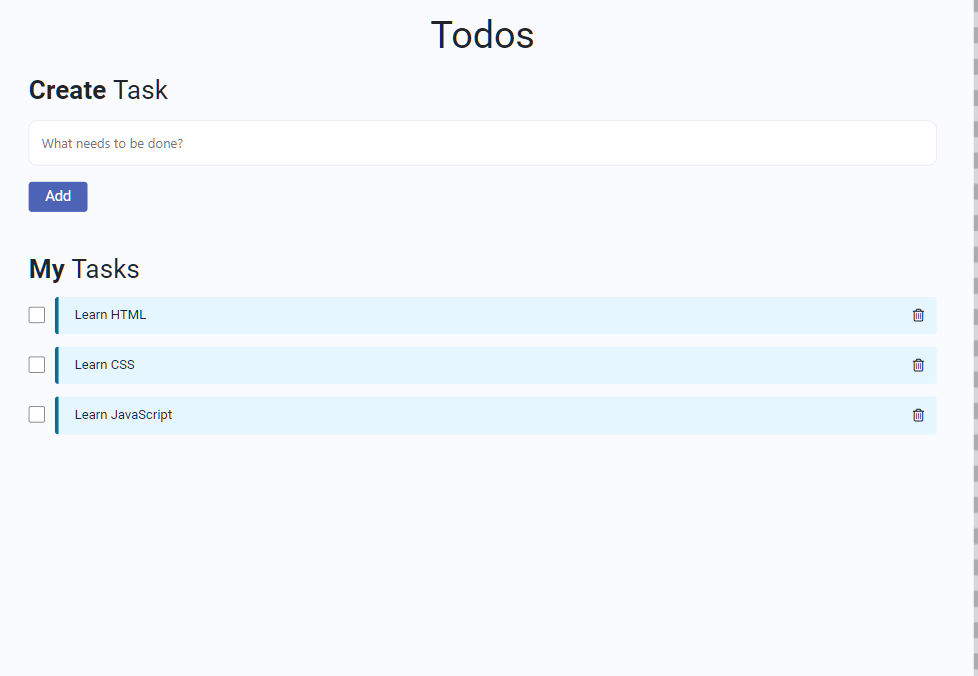 Todos
Create Task
What needs to be done?
Add
My Tasks
Learn HTML
Learn CSS
Learn JavaScript